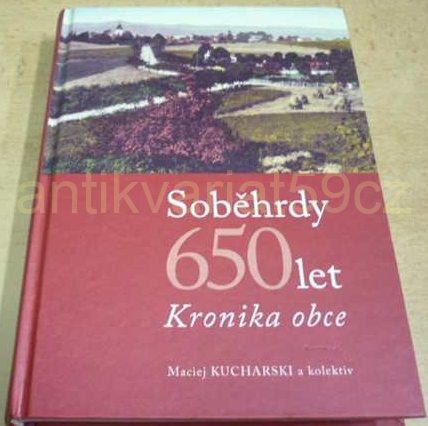 antikvariat59cz
Soběhrdy
650 let
Kronika obce
Maciej KUCHARSKI a kolektiv